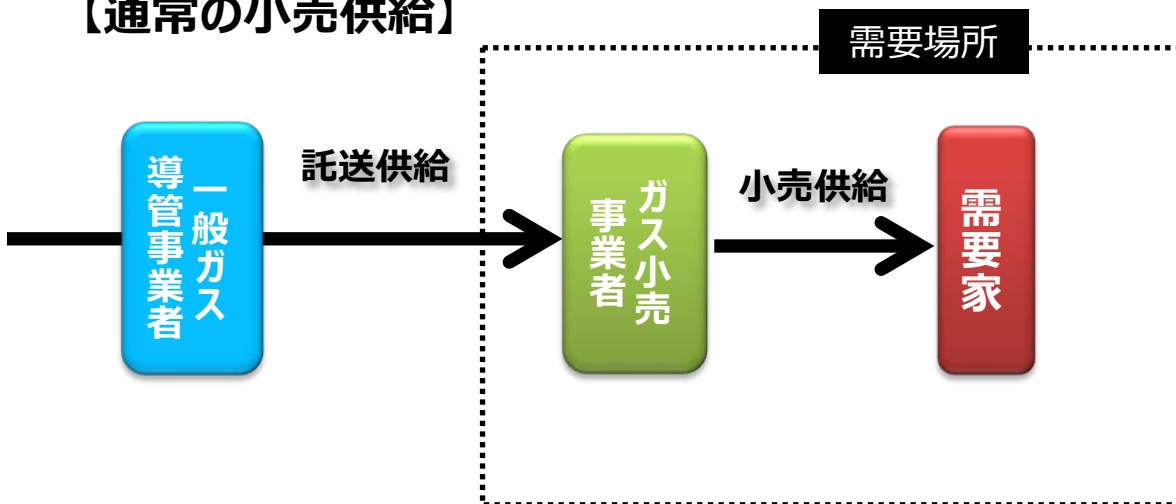 【通常の小売供給】
需要場所
一般ガス
導管事業者
託送供給
ガス小売
事業者
小売供給
需要家